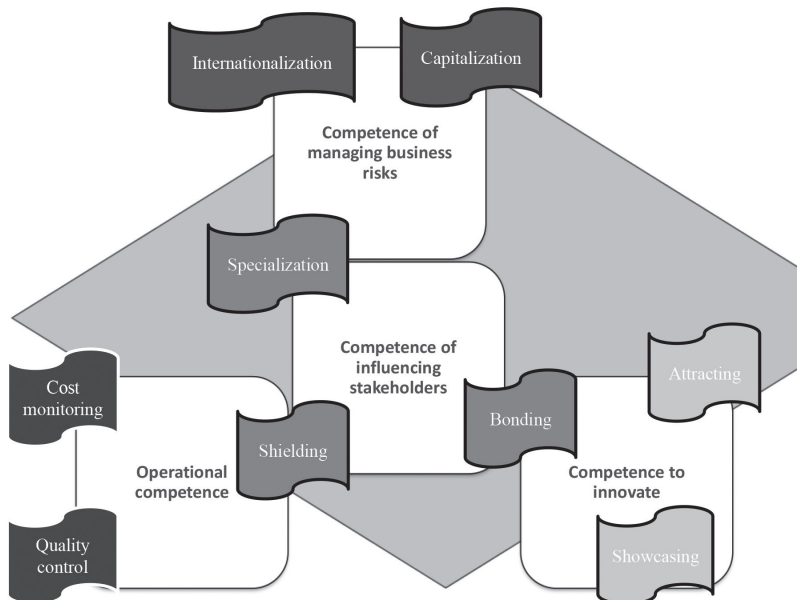 Internationalization
Capitalization
Competence of
managing business
risks
Specialization
Competence of
influencing
stakeholders
Attracting
Cost
monitoring
Bonding
Shielding
Operational
competence
Competence to
innovate
Quality
control
Showcasing